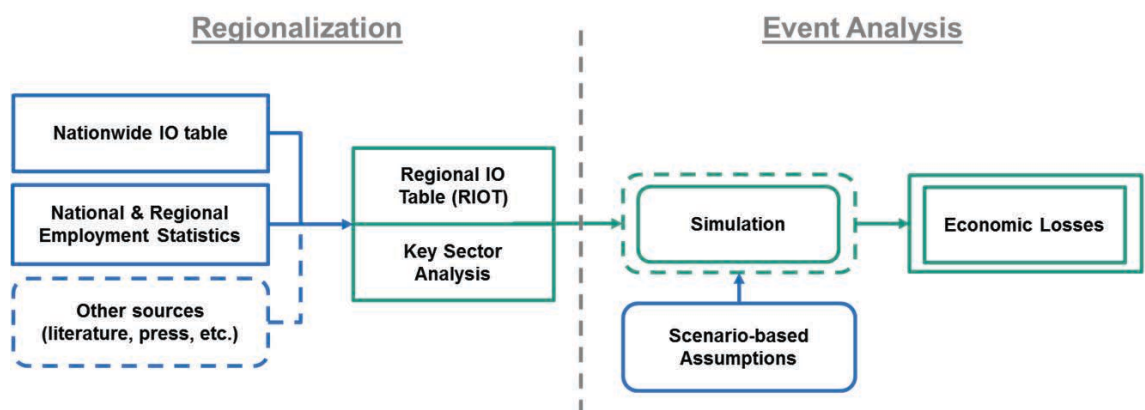 Regionalization
Event Analysis
Nationwide IO table
National & Regional
Employment Statistics
Other sources
(literature, press, etc.)
Regional IO
Table (RIOT)
Key Sector
Analysis
Simulation
Scenario-based
Assumptions
Economic Losses